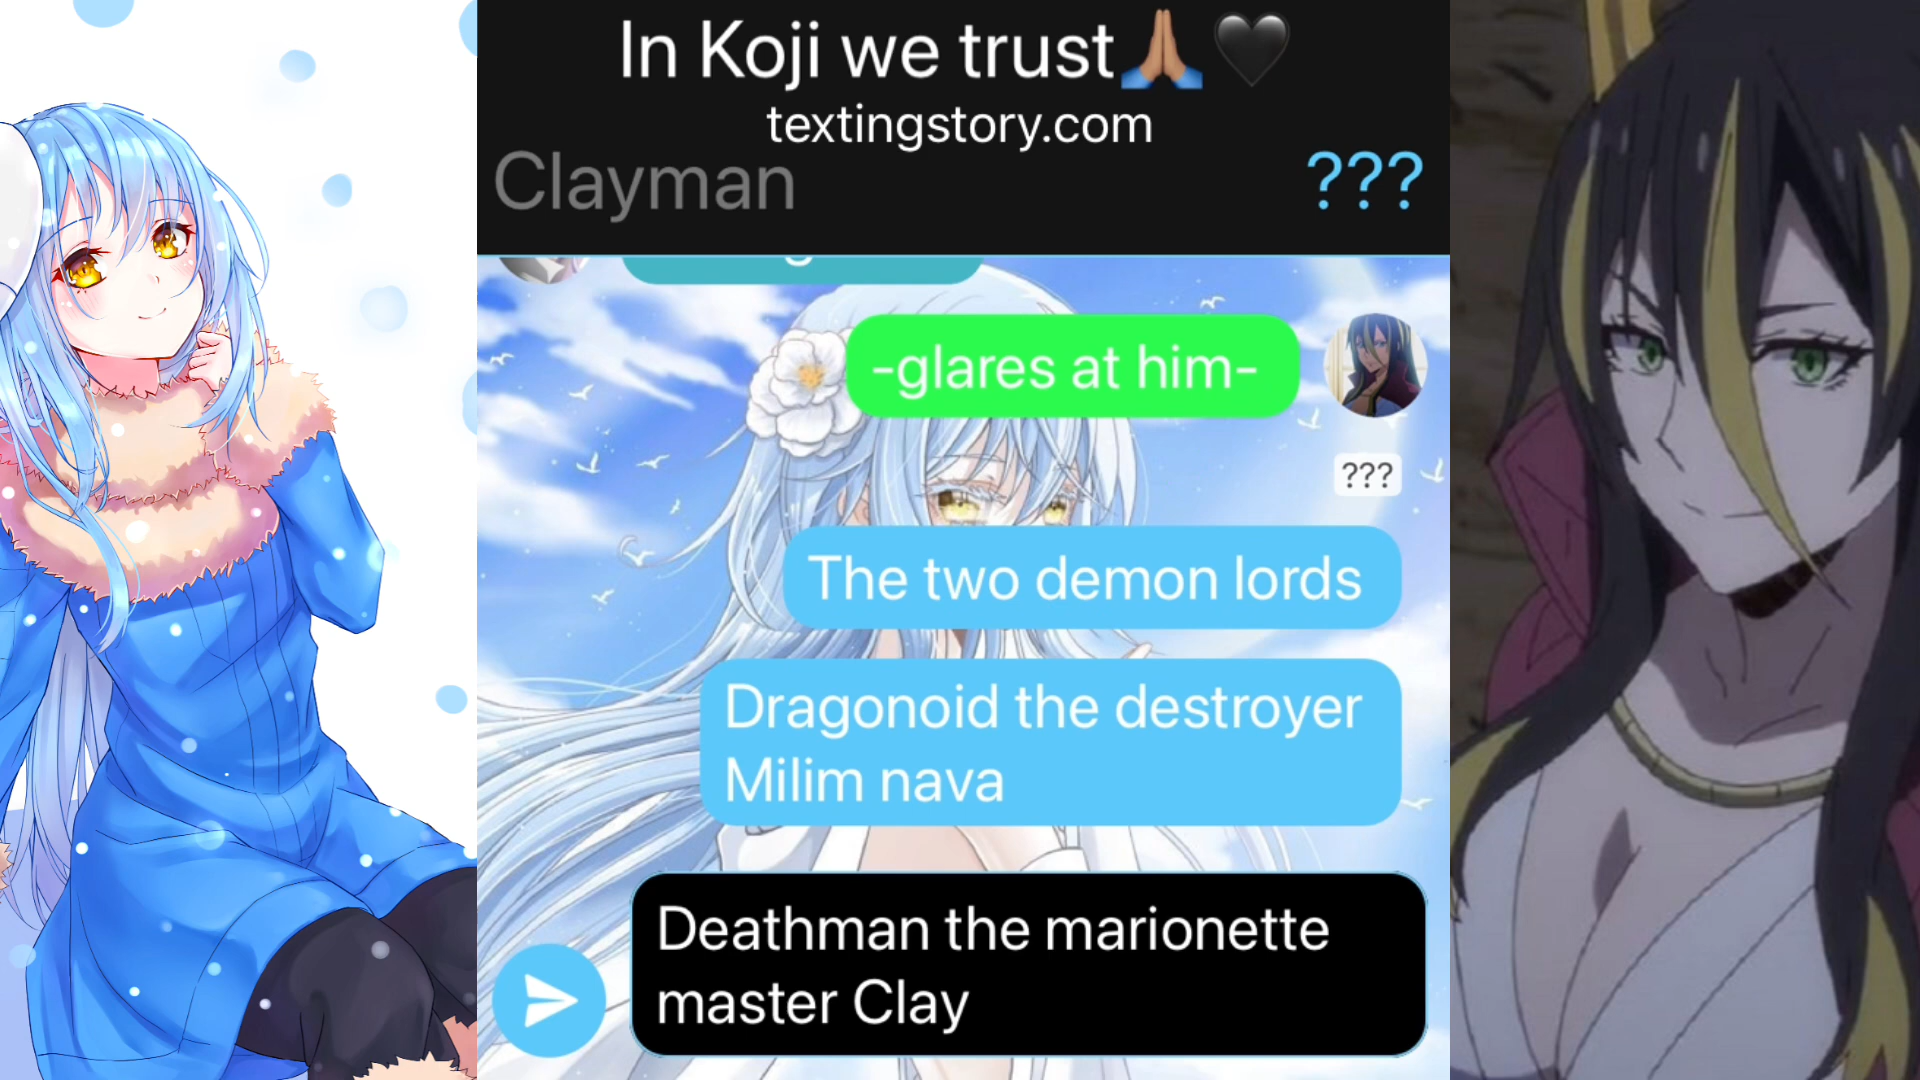 In Koji we trust🙏🏽🖤
textingstory.com
Clayman
???
-glares at him-
???
The two demon lords
Dragonoid the destroyer
Milim nava
Deathman the marionette
master Clay